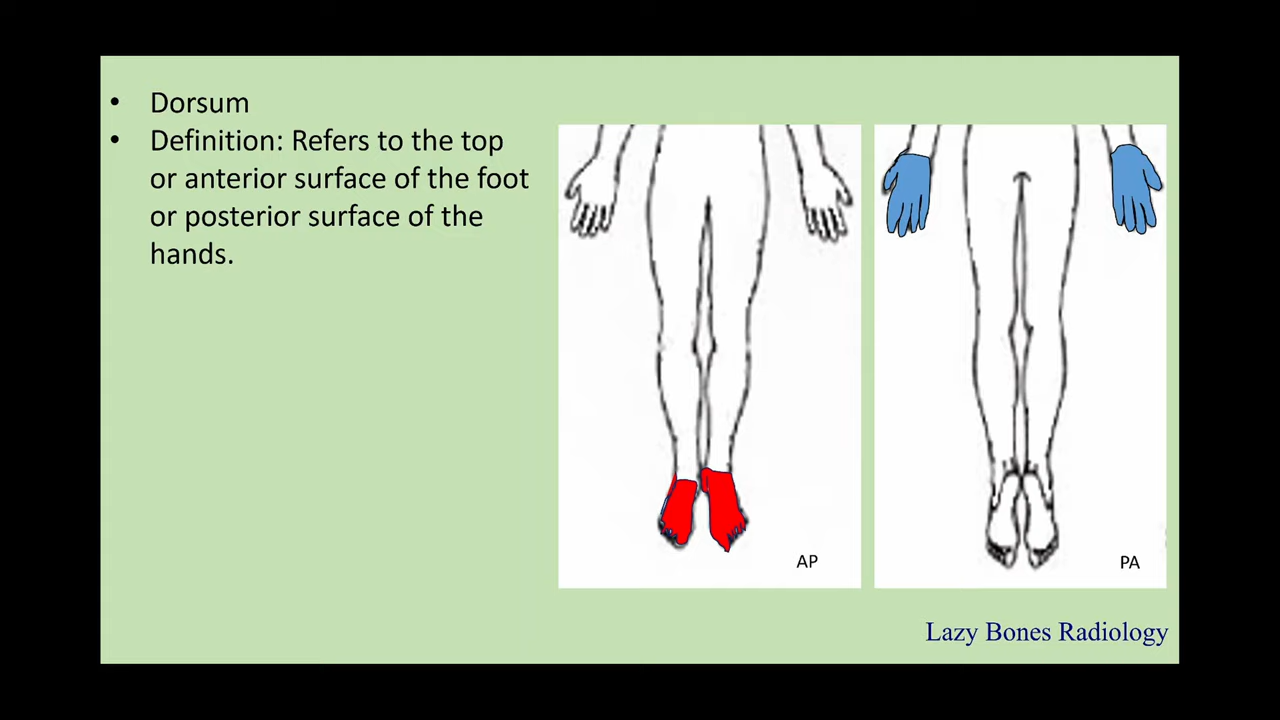 • Dorsum
• Definition: Refers to the top
or anterior surface of the foot
or posterior surface of the
hands.
AP
PA
Lazy Bones Radiology